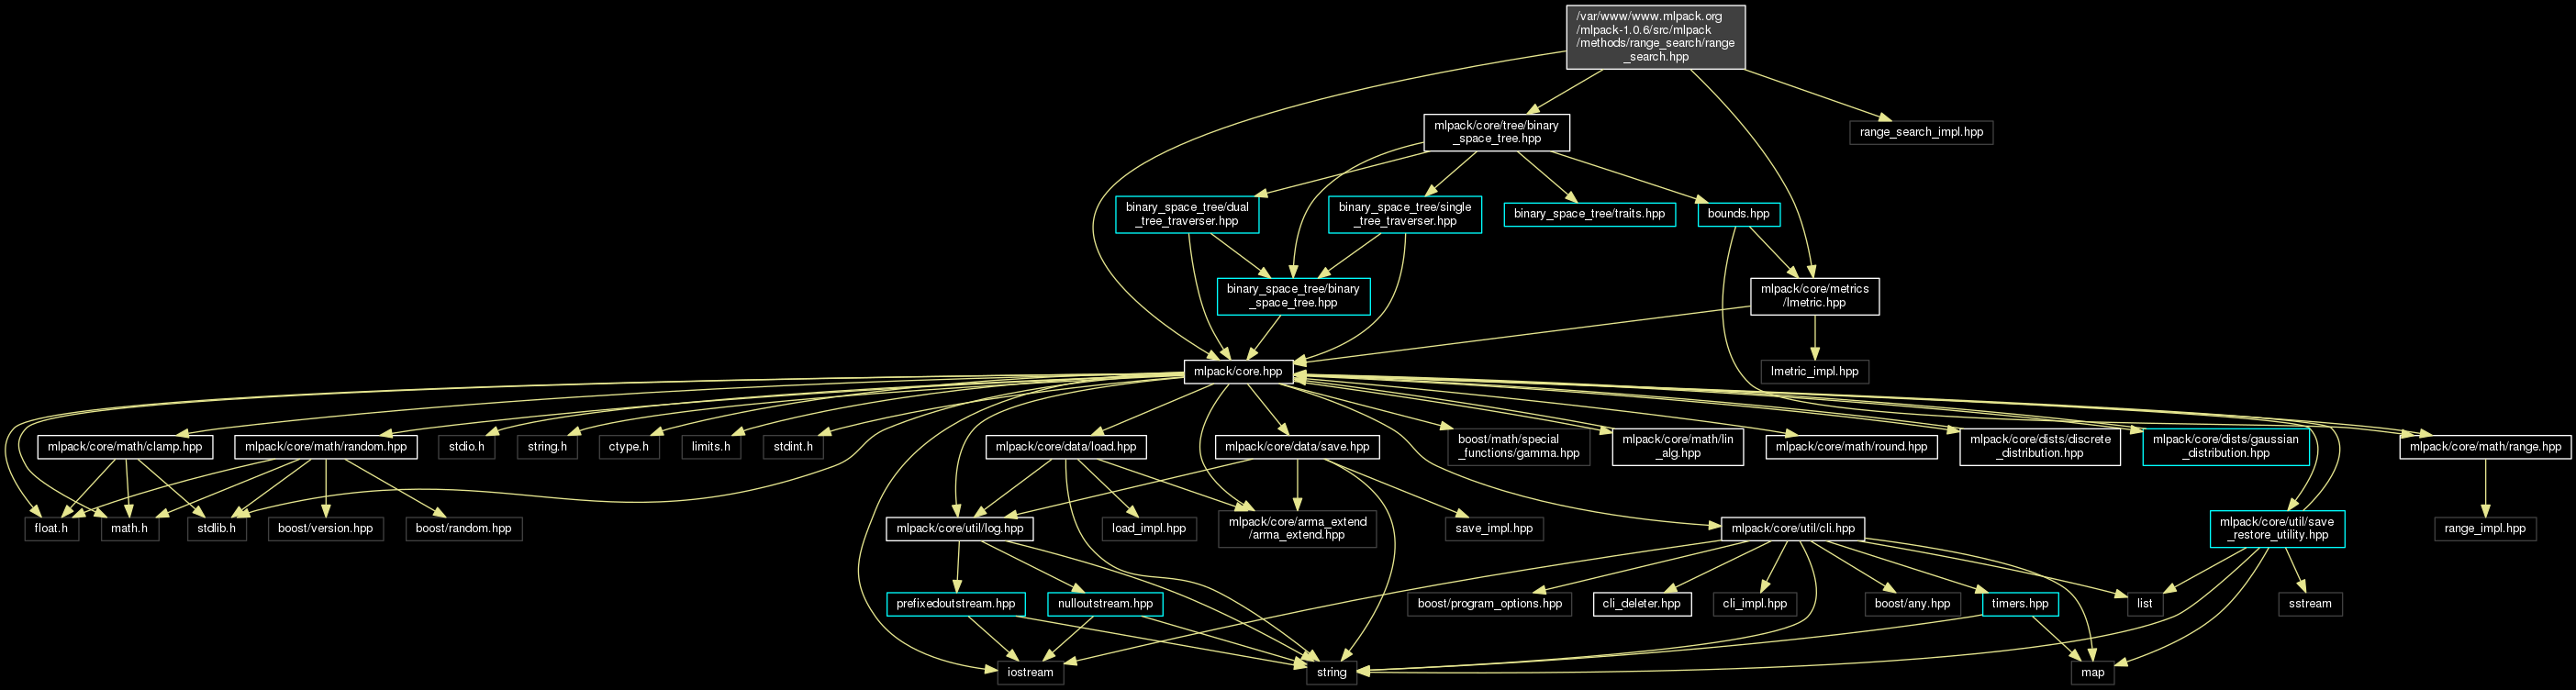 /var/www/www.mlpack.org
/mlpack-1.0.6/src/mlpack
/methods/range_search/range
_search.hpp
mlpack/core/tree/binary
_space_tree.hpp
range_search_impl.hpp
binary_space_tree/dual
_tree_traverser.hpp
binary_space_tree/single
_tree_traverser.hpp
binary_space_tree/traits.hpp
bounds.hpp
binary_space_tree/binary
_space_tree.hpp
mlpack/core/metrics
/lmetric.hpp
mlpack/core.hpp
lmetric_impl.hpp
mlpack/core/math/clamp.hpp
mlpack/core/math/random.hpp
stdio.h
string.h
ctype.h
limits.h
stdint.h
mlpack/core/data/load.hpp
mlpack/core/data/save.hpp
boost/math/special
_functions/gamma.hpp
mlpack/core/math/lin
_alg.hpp
mlpack/core/math/round.hpp
mlpack/core/dists/discrete
_distribution.hpp
mlpack/core/dists/gaussian
_distribution.hpp
mlpack/core/math/range.hpp
float.h
math.h
stdlib.h
boost/version.hpp
boost/random.hpp
mlpack/core/util/log.hpp
load_impl.hpp
mlpack/core/arma_extend
/arma_extend.hpp
save_impl.hpp
mlpack/core/util/cli.hpp
mlpack/core/util/save
_restore_utility.hpp
range_impl.hpp
prefixedoutstream.hpp
nulloutstream.hpp
boost/program_options.hpp
cli_deleter.hpp
cli_impl.hpp
boost/any.hpp
timers.hpp
list
sstream
iostream
string
map